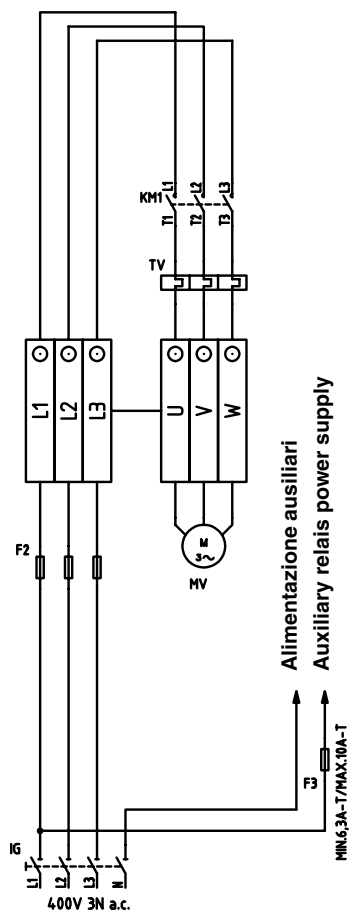 L1 L2 L3
KM1
T1 T2 T3
TV
L1 L2 L3 U V W
F2
M
3~
MV
Alimentazione ausiliari
Auxiliary relais power supply
F3
MIN.6,3A-T/MAX.10A-T
IG
L1 L2 L3 N
400V 3N a.c.